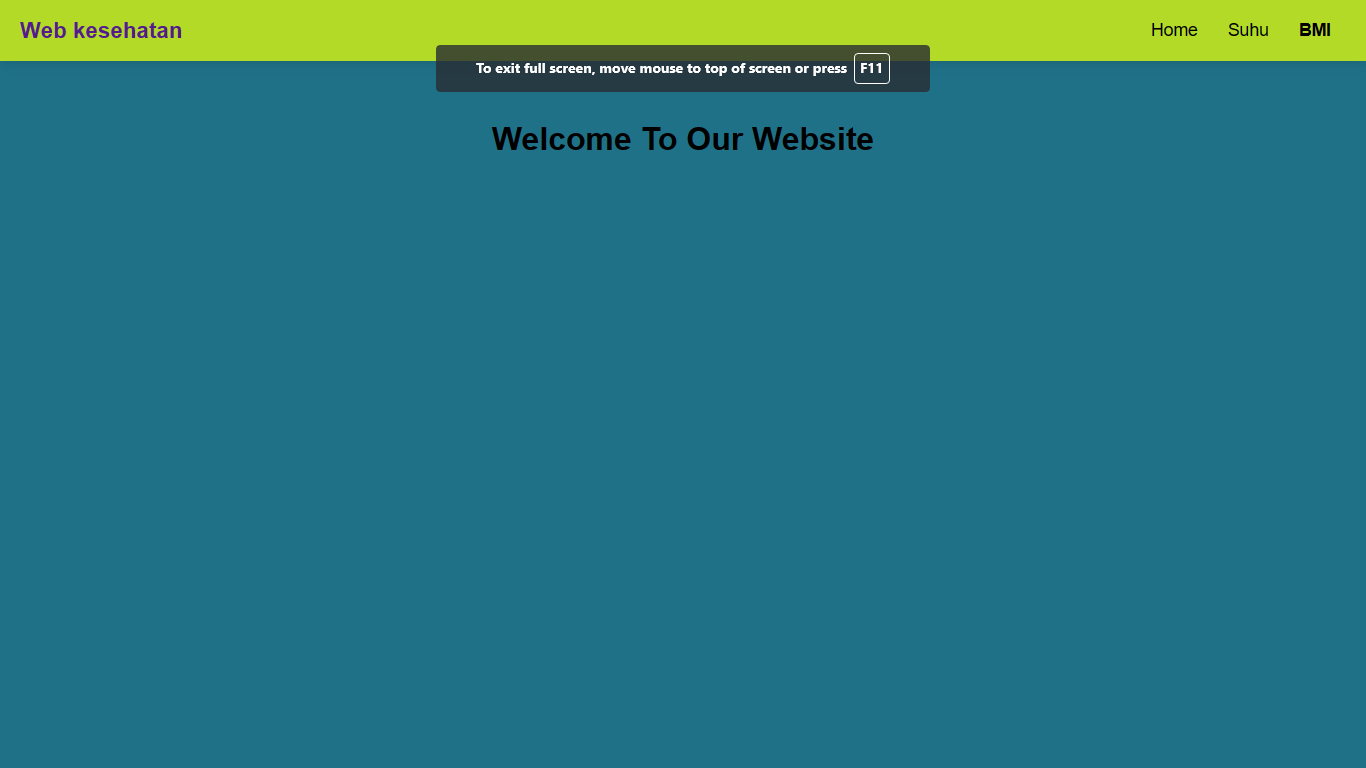 Web kesehatan
Home Suhu BMI
To exit full screen, move mouse to top of screen or press F11
Welcome To Our Website